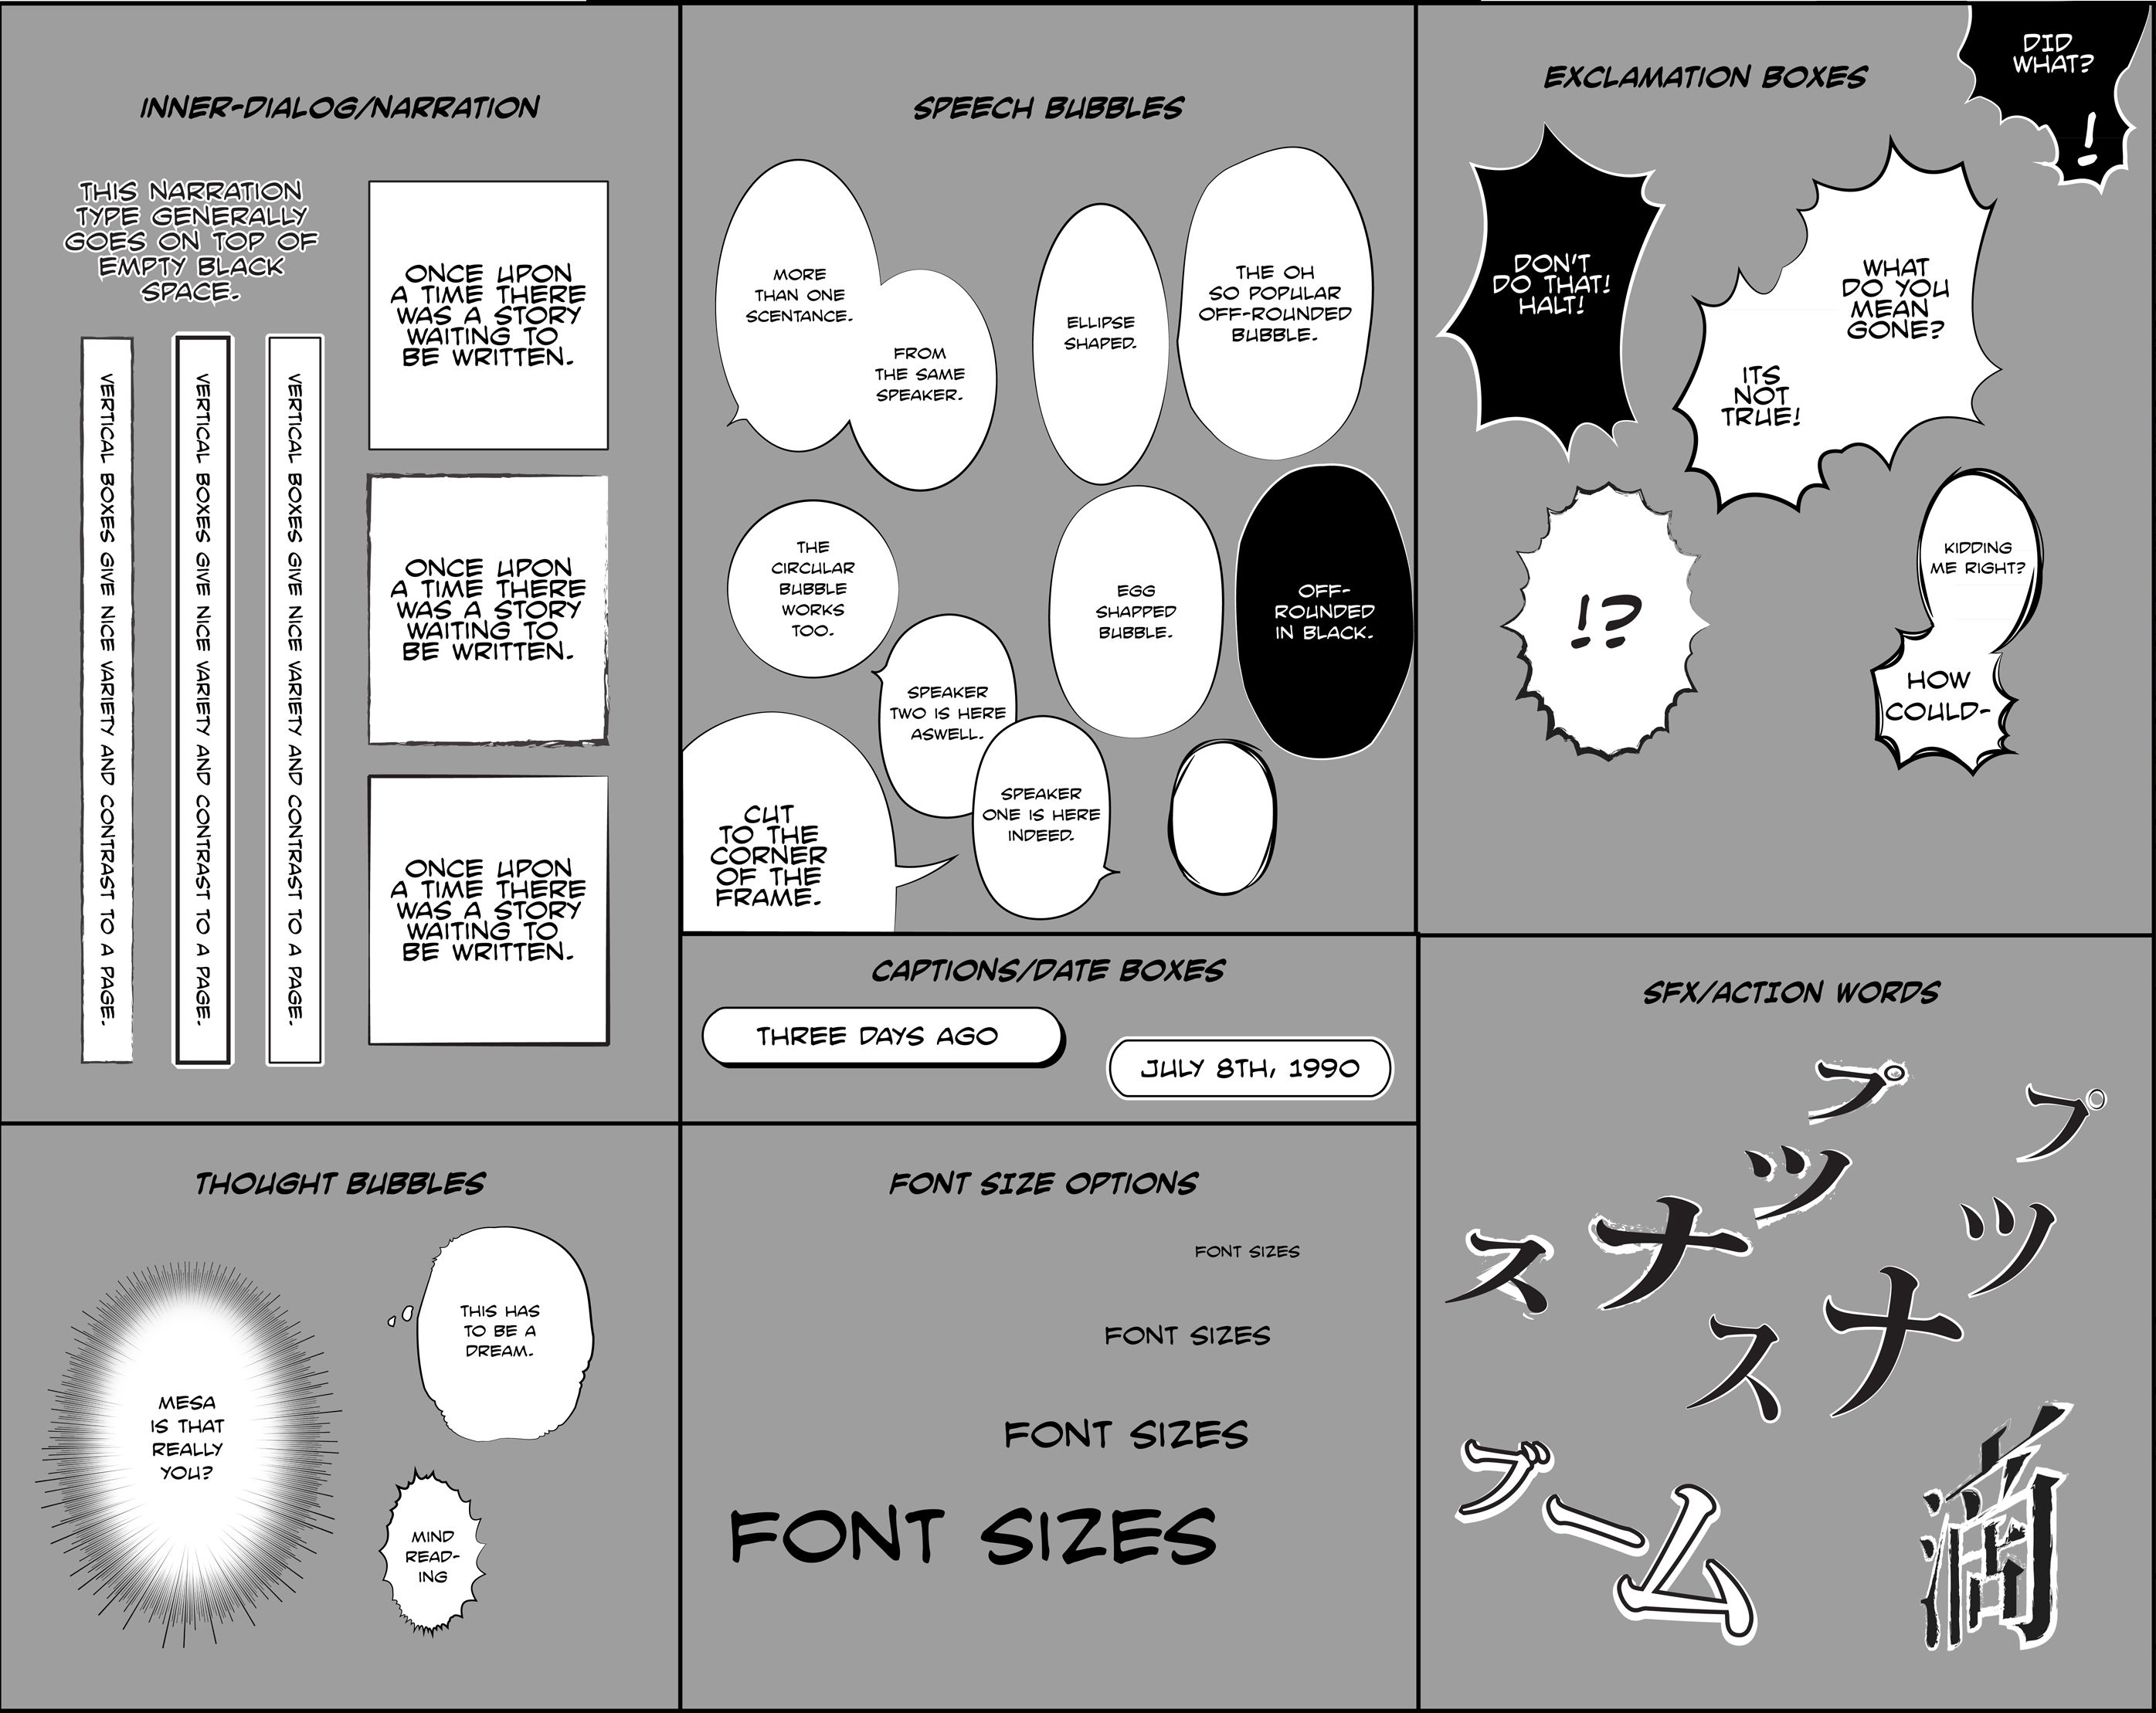 INNER-DIALOG/NARRATION
THIS NARRATION
TYPE GENERALLY
GOES ON TOP OF
EMPTY BLACK
SPACE.
VERTICAL BOXES GIVE NICE VARIETY AND CONTRAST TO A PAGE.
VERTICAL BOXES GIVE NICE VARIETY AND CONTRAST TO A PAGE.
VERTICAL BOXES GIVE NICE VARIETY AND CONTRAST TO A PAGE.
ONCE UPON
A TIME THERE
WAS A STORY
WAITING TO
BE WRITTEN.
ONCE UPON
A TIME THERE
WAS A STORY
WAITING TO
BE WRITTEN.
ONCE UPON
A TIME THERE
WAS A STORY
WAITING TO
BE WRITTEN.
SPEECH BUBBLES
MORE
THAN ONE
SCENTANCE.
FROM
THE SAME
SPEAKER.
ELLIPSE
SHAPED.
THE OH
SO POPULAR
OFF-ROUNDED
BUBBLE.
THE
CIRCULAR
BUBBLE
WORKS
TOO.
EGG
SHAPPED
BUBBLE.
OFF-
ROUNDED
IN BLACK.
SPEAKER
TWO IS HERE
ASWELL.
SPEAKER
ONE IS HERE
INDEED.
CUT
TO THE
CORNER
OF THE
FRAME.
EXCLAMATION BOXES
DID
WHAT?
!
DON'T
DO THAT!
HALT!
WHAT
DO YOU
MEAN
GONE?
ITS
NOT
TRUE!
!?
KIDDING
ME RIGHT?
HOW
COULD-
CAPTIONS/DATE BOXES
THREE DAYS AGO
JULY 8TH, 1990
THOUGHT BUBBLES
THIS HAS
TO BE A
DREAM.
MESA
IS THAT
REALLY
YOU?
MIND
READ-
ING
FONT SIZE OPTIONS
FONT SIZES
FONT SIZES
FONT SIZES
FONT SIZES
SFX/ACTION WORDS
スナップ
スナップ
ブーム
滴